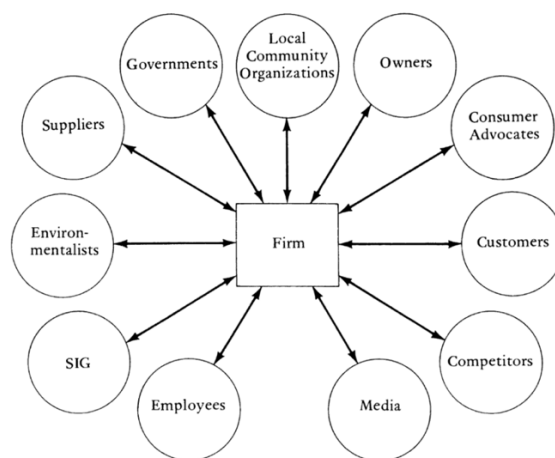 Local
Community
Organizations
Governments
Owners
Suppliers
Consumer
Advocates
Environ-
mentalists
Firm
Customers
SIG
Competitors
Employees
Media